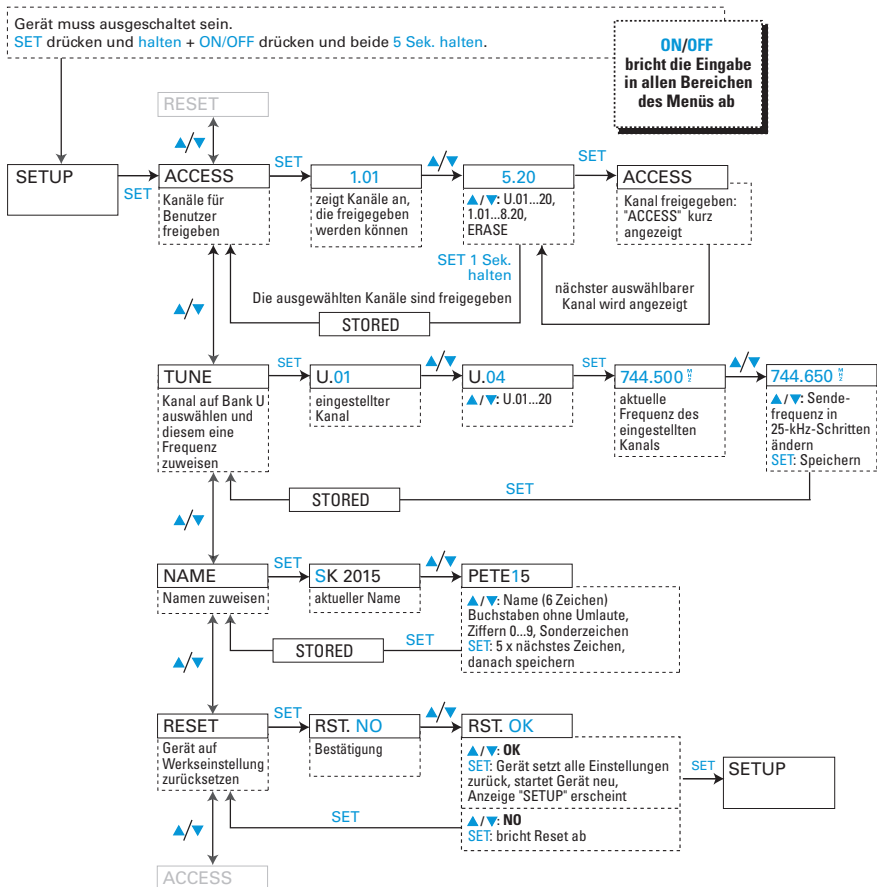 Gerät muss ausgeschaltet sein.
SET drücken und halten + ON/OFF drücken und beide 5 Sek. halten.
ON/OFF
bricht die Eingabe
in allen Bereichen
des Menüs ab
RESET
▲/▼
SETUP
SET
ACCESS
Kanäle für
Benutzer
freigeben
SET
1.01
zeigt Kanäle an,
die freigegeben
werden können
▲/▼
5.20
▲/▼: U.01...20,
1.01...8.20,
ERASE
SET
ACCESS
Kanal freigegeben:
"ACCESS" kurz
angezeigt
SET 1 Sek.
halten
Die ausgewählten Kanäle sind freigegeben
STORED
nächster auswählbarer
Kanal wird angezeigt
▲/▼
TUNE
Kanal auf Bank U
auswählen und
diesem eine
Frequenz
zuweisen
SET
U.01
eingestellter
Kanal
▲/▼
U.04
▲/▼: U.01...20
SET
744.500 MHz
aktuelle
Frequenz des
eingestellten
Kanals
▲/▼
744.650 MHz
▲/▼: Sende-
frequenz in
25-kHz-Schritten
ändern
SET: Speichern
SET
STORED
▲/▼
NAME
Namen zuweisen
SET
SK 2015
aktueller Name
▲/▼
PETE15
▲/▼: Name (6 Zeichen)
Buchstaben ohne Umlaute,
Ziffern 0...9, Sonderzeichen
SET: 5 x nächstes Zeichen,
danach speichern
SET
STORED
▲/▼
RESET
Gerät auf
Werkseinstellung
zurücksetzen
SET
RST. NO
Bestätigung
▲/▼
RST. OK
▲/▼: OK
SET: Gerät setzt alle Einstellungen
zurück, startet Gerät neu,
Anzeige "SETUP" erscheint
▲/▼: NO
SET: bricht Reset ab
SET
SETUP
SET
▲/▼
ACCESS